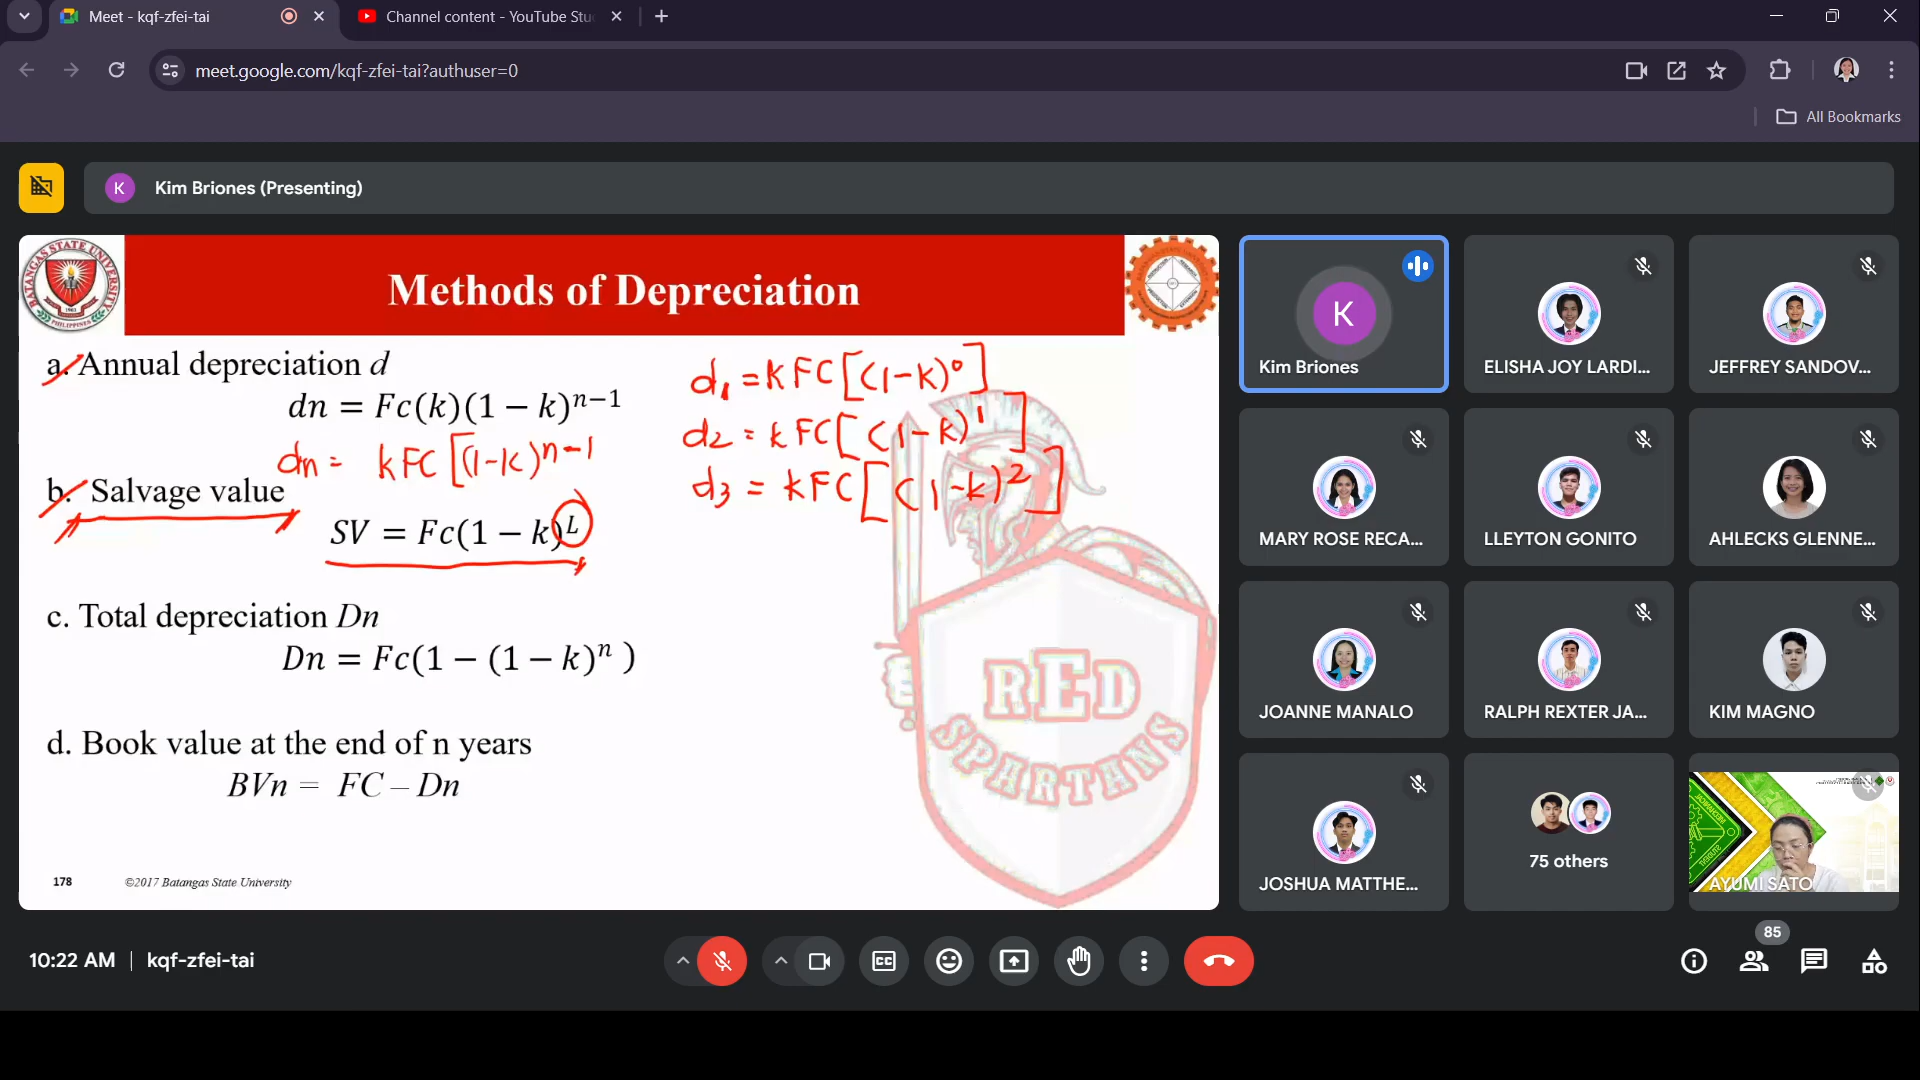 Meet - kqf-zfei-tai
Channel content - YouTube Stu
meet.google.com/kqf-zfei-tai?authuser=0
All Bookmarks
K
Kim Briones (Presenting)
BATANGAS STATE UNIVERSITY
PHILIPPINES
Methods of Depreciation
a. Annual depreciation d
dn = Fc(k)(1 − k)ⁿ⁻¹
dn = kFC[(1-k)ⁿ⁻¹
d₁ = kFC[(1-k)⁰]
d₂ = kFC[(1-k)¹]
d₃ = kFC[(1-k)²]
b. Salvage value
SV = Fc(1 − k)ᴸ
c. Total depreciation Dn
Dn = Fc(1 − (1 − k)ⁿ )
d. Book value at the end of n years
BVn = FC – Dn
RED
SPARTANS
178
©2017 Batangas State University
K
Kim Briones
ELISHA JOY LARDI...
JEFFREY SANDOV...
MARY ROSE RECA...
LLEYTON GONITO
AHLECKS GLENNE...
JOANNE MANALO
RALPH REXTER JA...
KIM MAGNO
JOSHUA MATTHE...
75 others
AYUMI SATO
10:22 AM | kqf-zfei-tai
CC
85